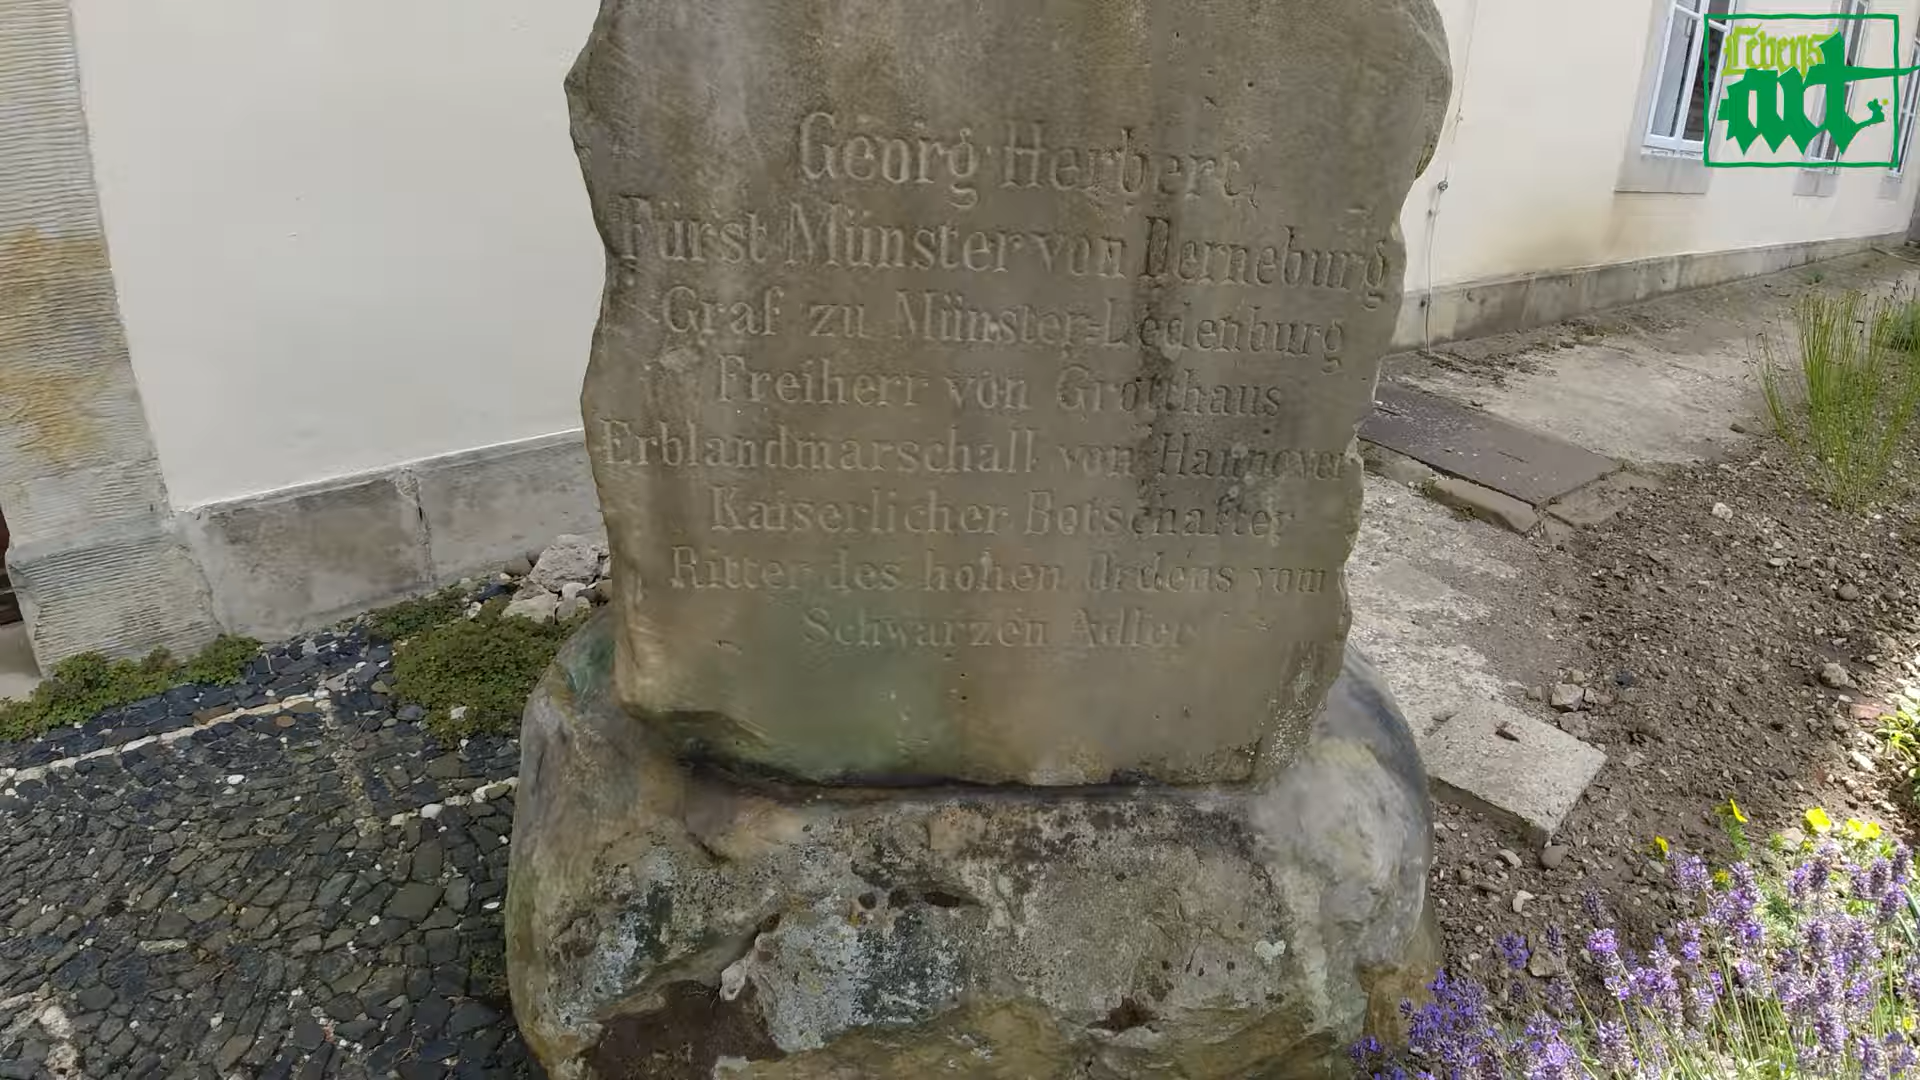 Lebens
art
Georg Herbert,
Fürst Münster von Derneburg
Graf zu Münster-Ledenburg
Freiherr von Grotthaus
Erblandmarschall von Hannover
Kaiserlicher Botschafter
Ritter des hohen Ordens vom
Schwarzen Adler